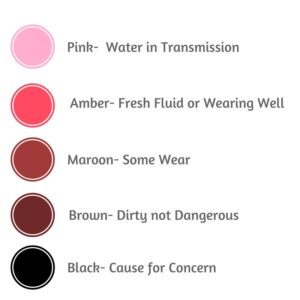 Pink-  Water in Transmission
Amber- Fresh Fluid or Wearing Well
Maroon- Some Wear
Brown- Dirty not Dangerous
Black- Cause for Concern